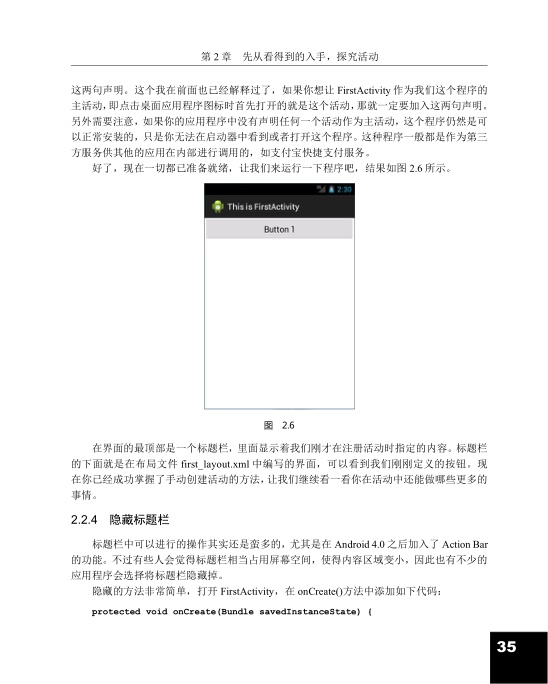 第 2 章　先从看得到的入手，探究活动
这两句声明。这个我在前面也已经解释过了，如果你想让 FirstActivity 作为我们这个程序的
主活动，即点击桌面应用程序图标时首先打开的就是这个活动，那就一定要加入这两句声明。
另外需要注意，如果你的应用程序中没有声明任何一个活动作为主活动，这个程序仍然是可
以正常安装的，只是你无法在启动器中看到或者打开这个程序。这种程序一般都是作为第三
方服务供其他的应用在内部进行调用的，如支付宝快捷支付服务。
好了，现在一切都已准备就绪，让我们来运行一下程序吧，结果如图 2.6 所示。
2:30
This is FirstActivity
Button 1
图　2.6
在界面的最顶部是一个标题栏，里面显示着我们刚才在注册活动时指定的内容。标题栏
的下面就是在布局文件 first_layout.xml 中编写的界面，可以看到我们刚刚定义的按钮。现
在你已经成功掌握了手动创建活动的方法，让我们继续看一看你在活动中还能做哪些更多的
事情。
2.2.4　隐藏标题栏
标题栏中可以进行的操作其实还是蛮多的，尤其是在 Android 4.0 之后加入了 Action Bar
的功能。不过有些人会觉得标题栏相当占用屏幕空间，使得内容区域变小，因此也有不少的
应用程序会选择将标题栏隐藏掉。
隐藏的方法非常简单，打开 FirstActivity，在 onCreate()方法中添加如下代码：
protected void onCreate(Bundle savedInstanceState) {
35